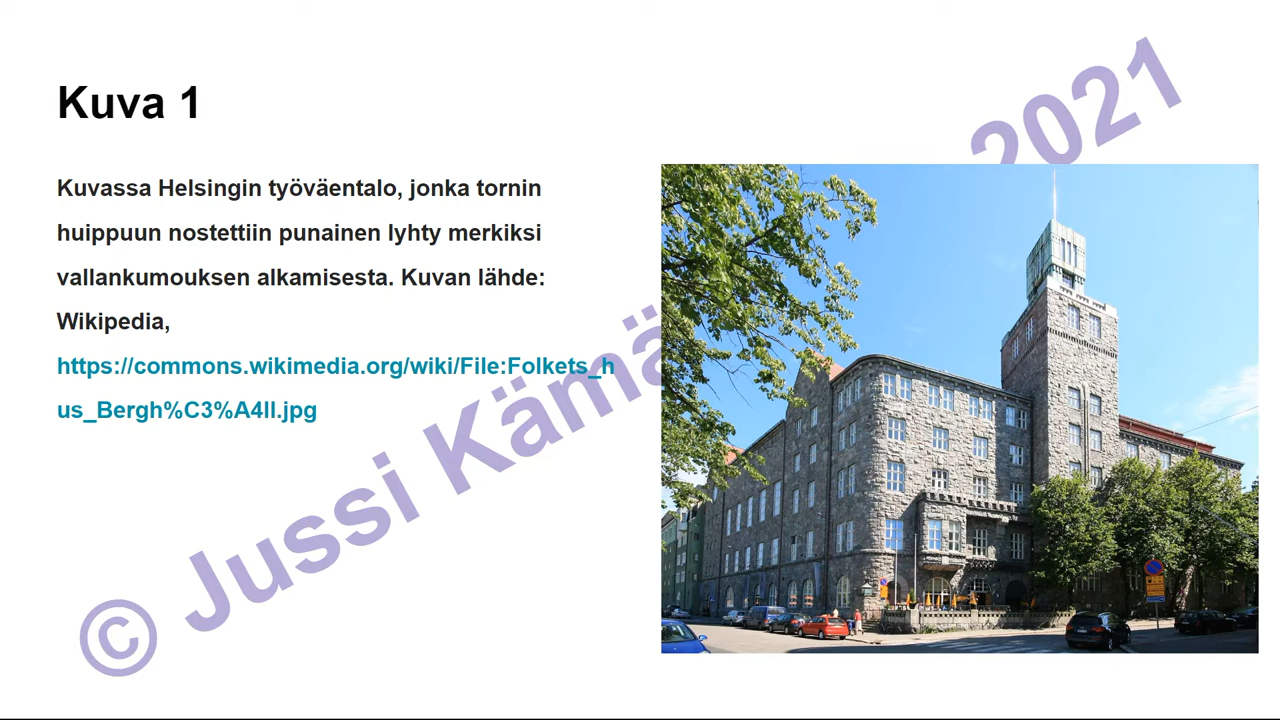 Kuva 1
Kuvassa Helsingin työväentalo, jonka tornin
huippuun nostettiin punainen lyhty merkiksi
vallankumouksen alkamisesta. Kuvan lähde:
Wikipedia,
https://commons.wikimedia.org/wiki/File:Folkets_h
us_Bergh%C3%A4ll.jpg
© Jussi Kämä 2021